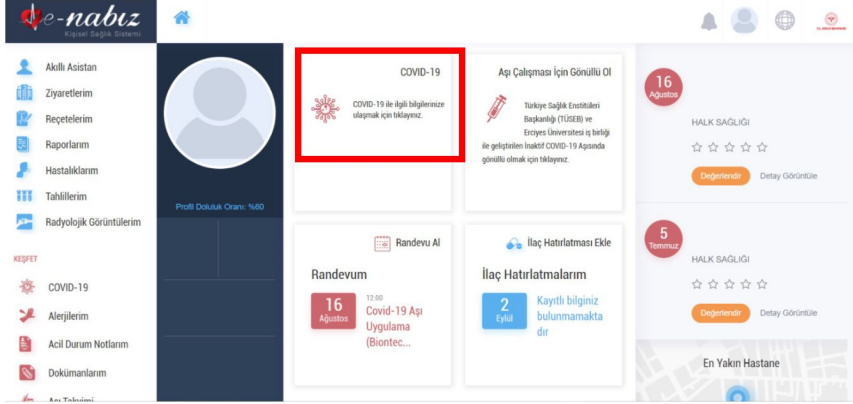 e-nabız
Kişisel Sağlık Sistemi
Akıllı Asistan
Ziyaretlerim
Reçetelerim
Raporlarım
Hastalıklarım
Tahlillerim
Radyolojik Görüntülerim
KEŞFET
COVID-19
Alerjilerim
Acil Durum Notlarım
Dokümanlarım
Aşı Takvimi
Profil Doluluk Oranı: %60
COVID-19
COVID-19 ile ilgili bilgilerinize
ulaşmak için tıklayınız.
Aşı Çalışması İçin Gönüllü Ol
Türkiye Sağlık Enstitüleri
Başkanlığı (TÜSEB) ve
Erciyes Üniversitesi iş birliği
ile geliştirilen İnaktif COVID-19 Aşısında
gönüllü olmak için tıklayınız.
Randevu Al
Randevum
16
Ağustos
12:00
Covid-19 Aşı
Uygulama
(Biontec...
İlaç Hatırlatması Ekle
İlaç Hatırlatmalarım
2
Eylül
Kayıtlı bilginiz
bulunmamakta
dır
16
Ağustos
HALK SAĞLIĞI
Değerlendir
Detay Görüntüle
5
Temmuz
HALK SAĞLIĞI
Değerlendir
Detay Görüntüle
En Yakın Hastane